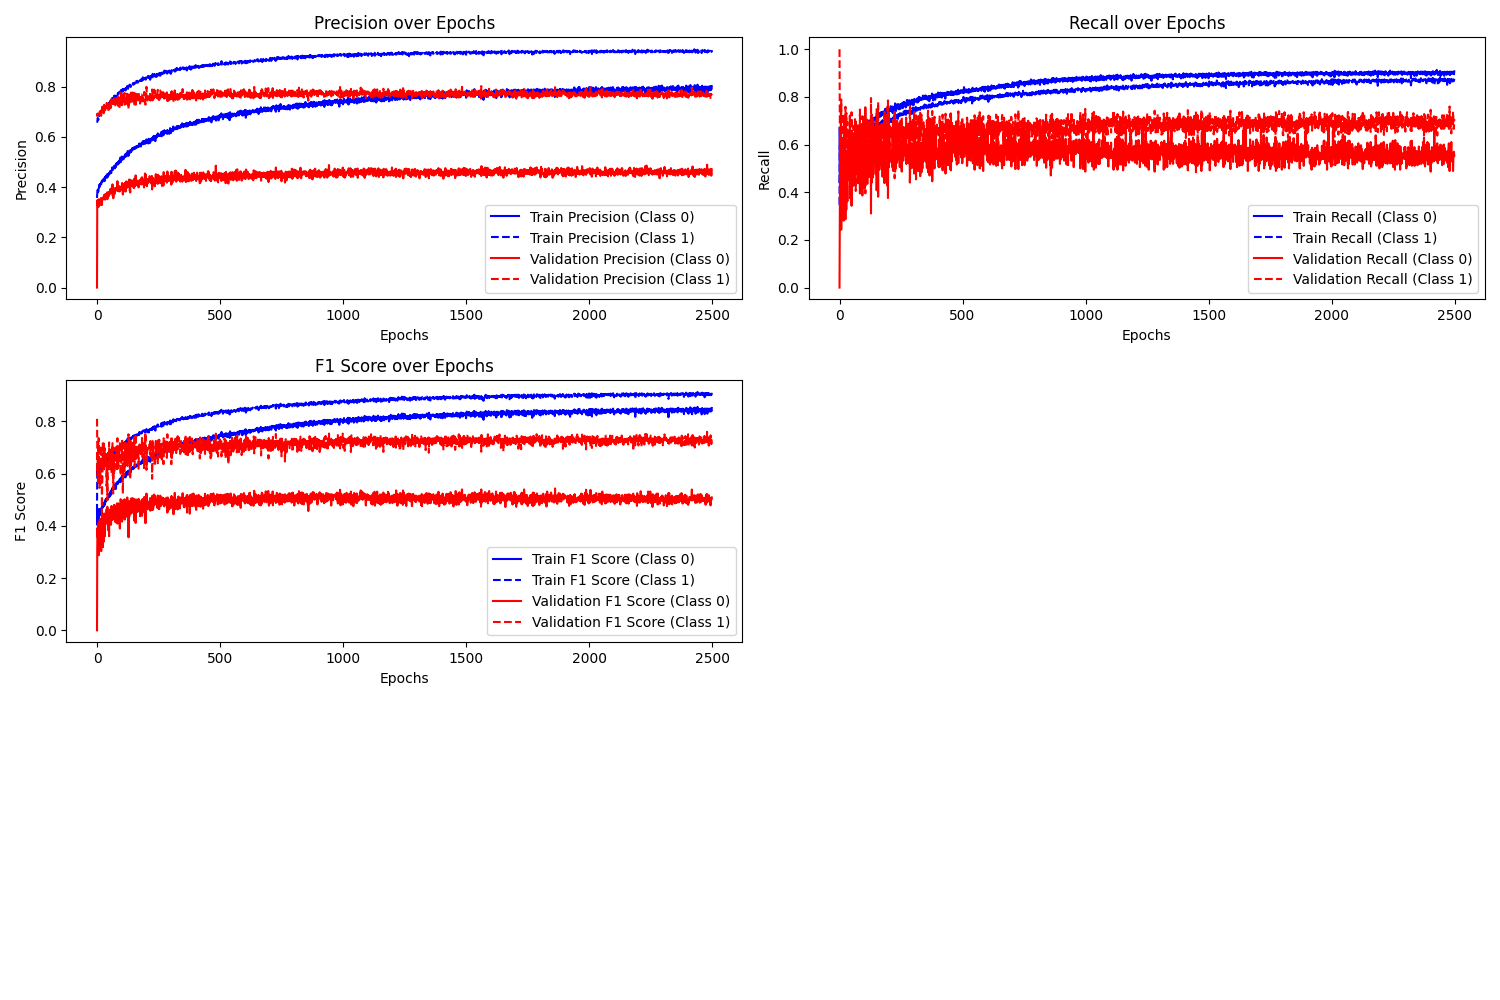 Precision over Epochs
Precision
0.8
0.6
0.4
0.2
0.0
Train Precision (Class 0)
Train Precision (Class 1)
Validation Precision (Class 0)
Validation Precision (Class 1)
0 500 1000 1500 2000 2500
Epochs
Recall over Epochs
Recall
1.0
0.8
0.6
0.4
0.2
0.0
Train Recall (Class 0)
Train Recall (Class 1)
Validation Recall (Class 0)
Validation Recall (Class 1)
0 500 1000 1500 2000 2500
Epochs
F1 Score over Epochs
F1 Score
0.8
0.6
0.4
0.2
0.0
Train F1 Score (Class 0)
Train F1 Score (Class 1)
Validation F1 Score (Class 0)
Validation F1 Score (Class 1)
0 500 1000 1500 2000 2500
Epochs